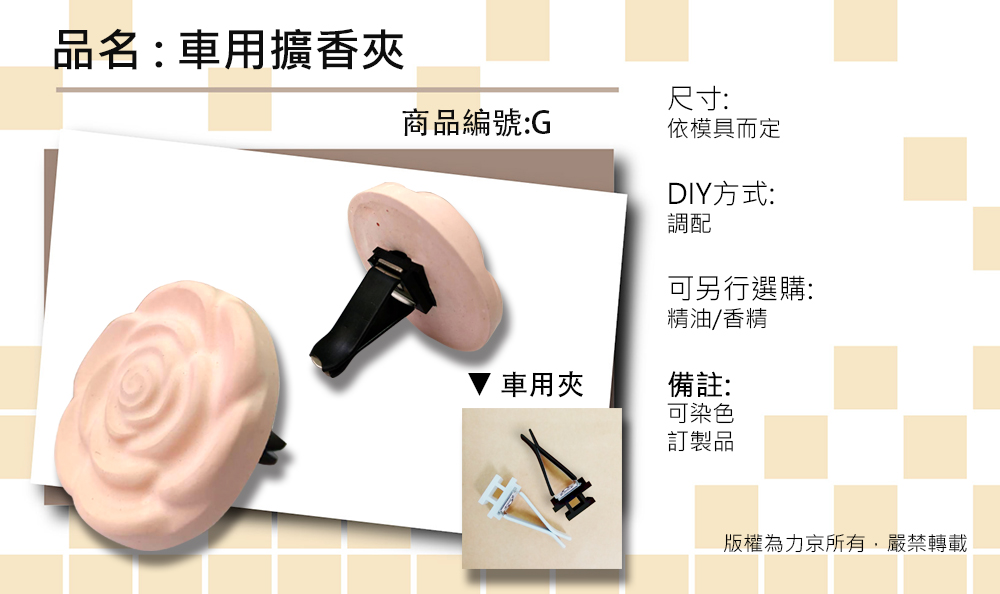 品名 : 車用擴香夾
商品編號:G
▼ 車用夾
尺寸:
依模具而定
DIY方式:
調配
可另行選購:
精油/香精
備註:
可染色
訂製品
版權為力京所有，嚴禁轉載